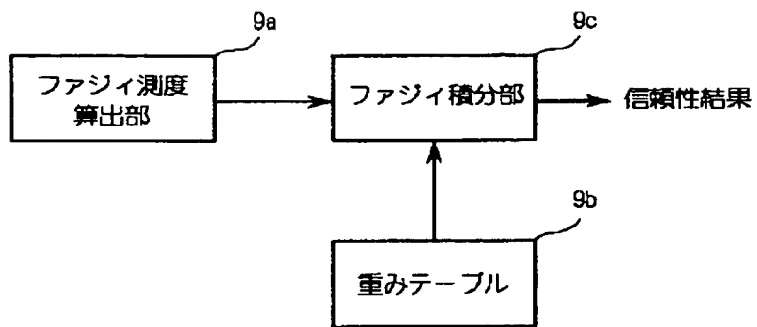 9a
9c
ファジィ測度
算出部
ファジィ積分部
信頼性結果
9b
重みテーブル